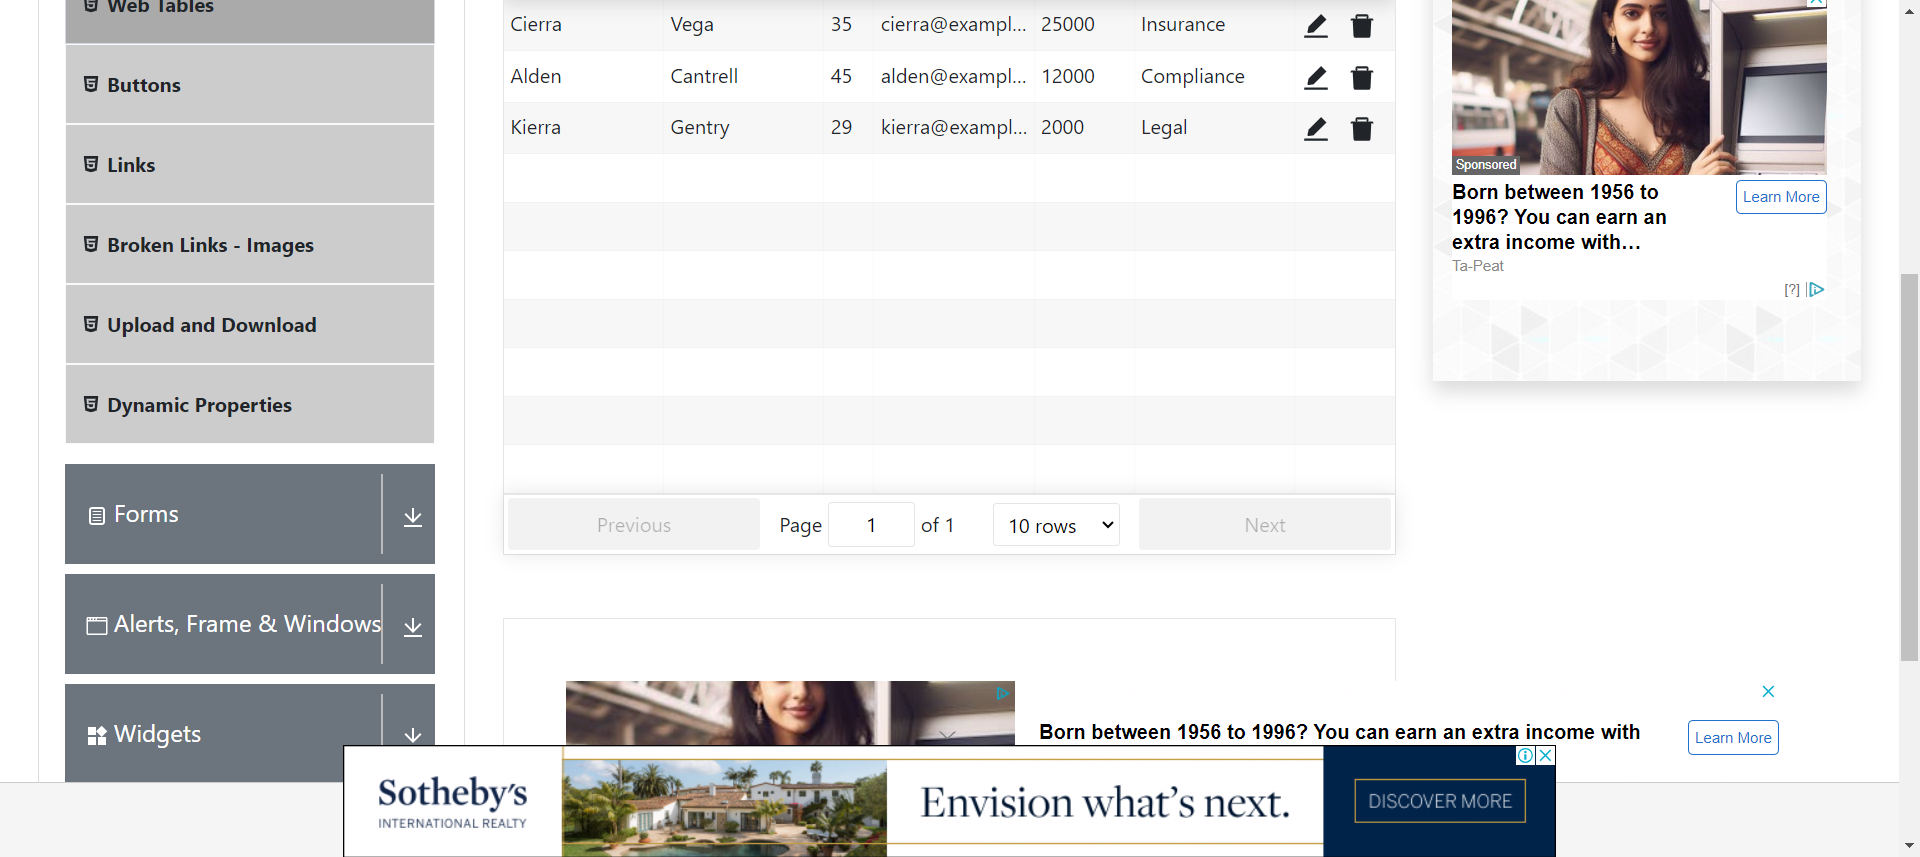 Web Tables
Buttons
Links
Broken Links - Images
Upload and Download
Dynamic Properties
Forms
Alerts, Frame & Windows
Widgets
Cierra Vega 35 cierra@exampl... 25000 Insurance
Alden Cantrell 45 alden@exampl... 12000 Compliance
Kierra Gentry 29 kierra@exampl... 2000 Legal
Previous Page 1 of 1 10 rows Next
Sponsored
Born between 1956 to
1996? You can earn an
extra income with...
Learn More
Ta-Peat
[?]
Born between 1956 to 1996? You can earn an extra income with
Learn More
Sotheby's
INTERNATIONAL REALTY
Envision what's next.
DISCOVER MORE